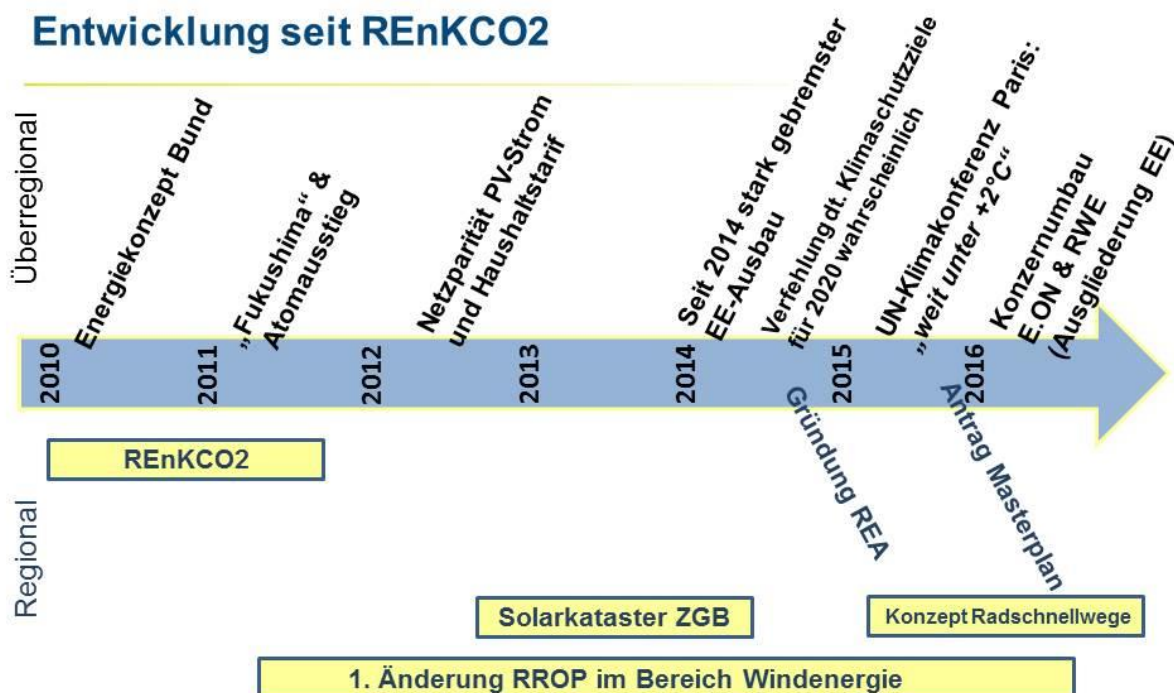 Entwicklung seit REnKCO2
Überregional
Energiekonzept Bund
„Fukushima“ &
Atomausstieg
Netzparität PV-Strom
und Haushaltstarif
Seit 2014 stark gebremster
EE-Ausbau
Verfehlung dt. Klimaschutzziele
für 2020 wahrscheinlich
UN-Klimakonferenz Paris:
„weit unter +2°C“
Konzernumbau
E.ON & RWE
(Ausgliederung EE)
2010
2011
2012
2013
2014
2015
2016
Regional
REnKCO2
Gründung REA
Antrag Masterplan
Solarkataster ZGB
Konzept Radschnellwege
1. Änderung RROP im Bereich Windenergie